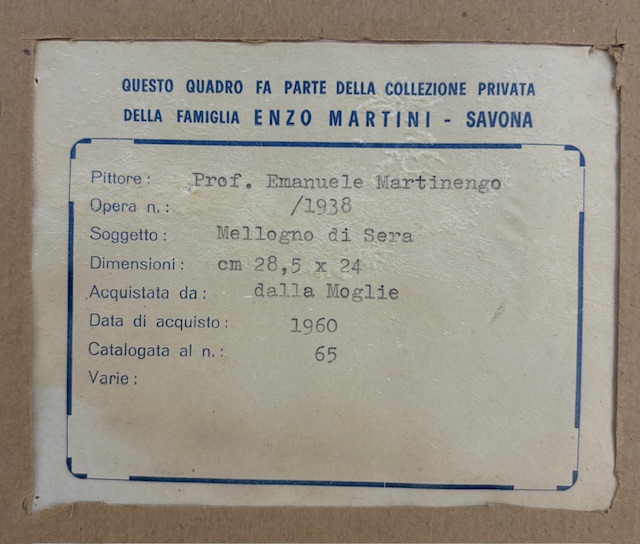 QUESTO QUADRO FA PARTE DELLA COLLEZIONE PRIVATA
DELLA FAMIGLIA ENZO MARTINI - SAVONA
Pittore: Prof. Emanuele Martinengo
Opera n.: /1938
Soggetto: Mellogno di Sera
Dimensioni: cm 28,5 x 24
Acquistata da: dalla Moglie
Data di acquisto: 1960
Catalogata al n.: 65
Varie: